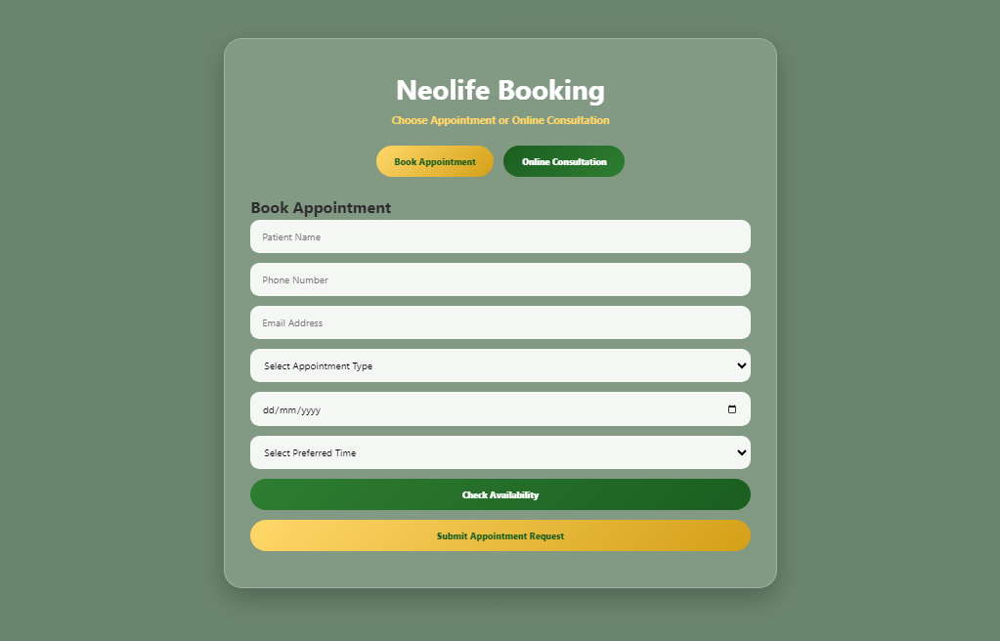 Neolife Booking
Choose Appointment or Online Consultation
Book Appointment Online Consultation
Book Appointment
Patient Name
Phone Number
Email Address
Select Appointment Type
dd/mm/yyyy
Select Preferred Time
Check Availability
Submit Appointment Request